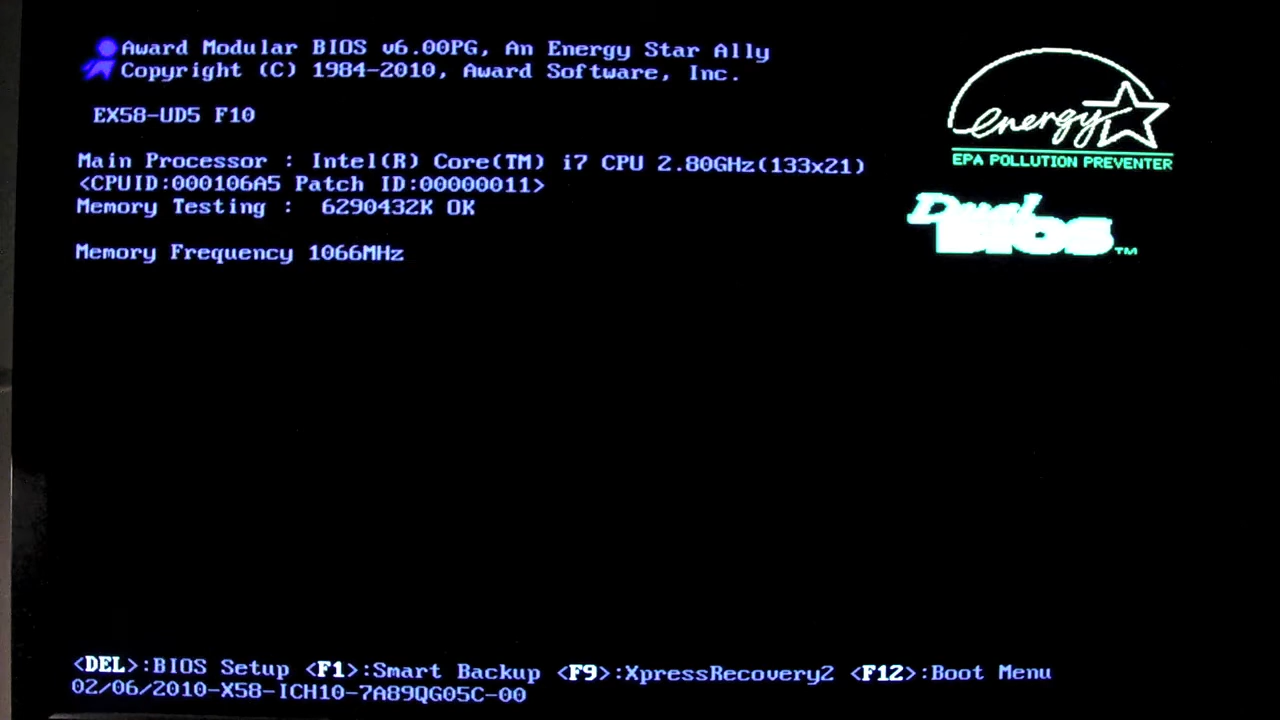 Award Modular BIOS v6.00PG, An Energy Star Ally
Copyright (C) 1984-2010, Award Software, Inc.
EX58-UD5 F10
Main Processor : Intel(R) Core(TM) i7 CPU 2.80GHz(133x21)
<CPUID:000106A5 Patch ID:00000011>
Memory Testing :  6290432K OK
Memory Frequency 1066MHz
energy
EPA POLLUTION PREVENTER
Dual
BIOS™
<DEL>:BIOS Setup <F1>:Smart Backup <F9>:XpressRecovery2 <F12>:Boot Menu
02/06/2010-X58-ICH10-7A89QG05C-00